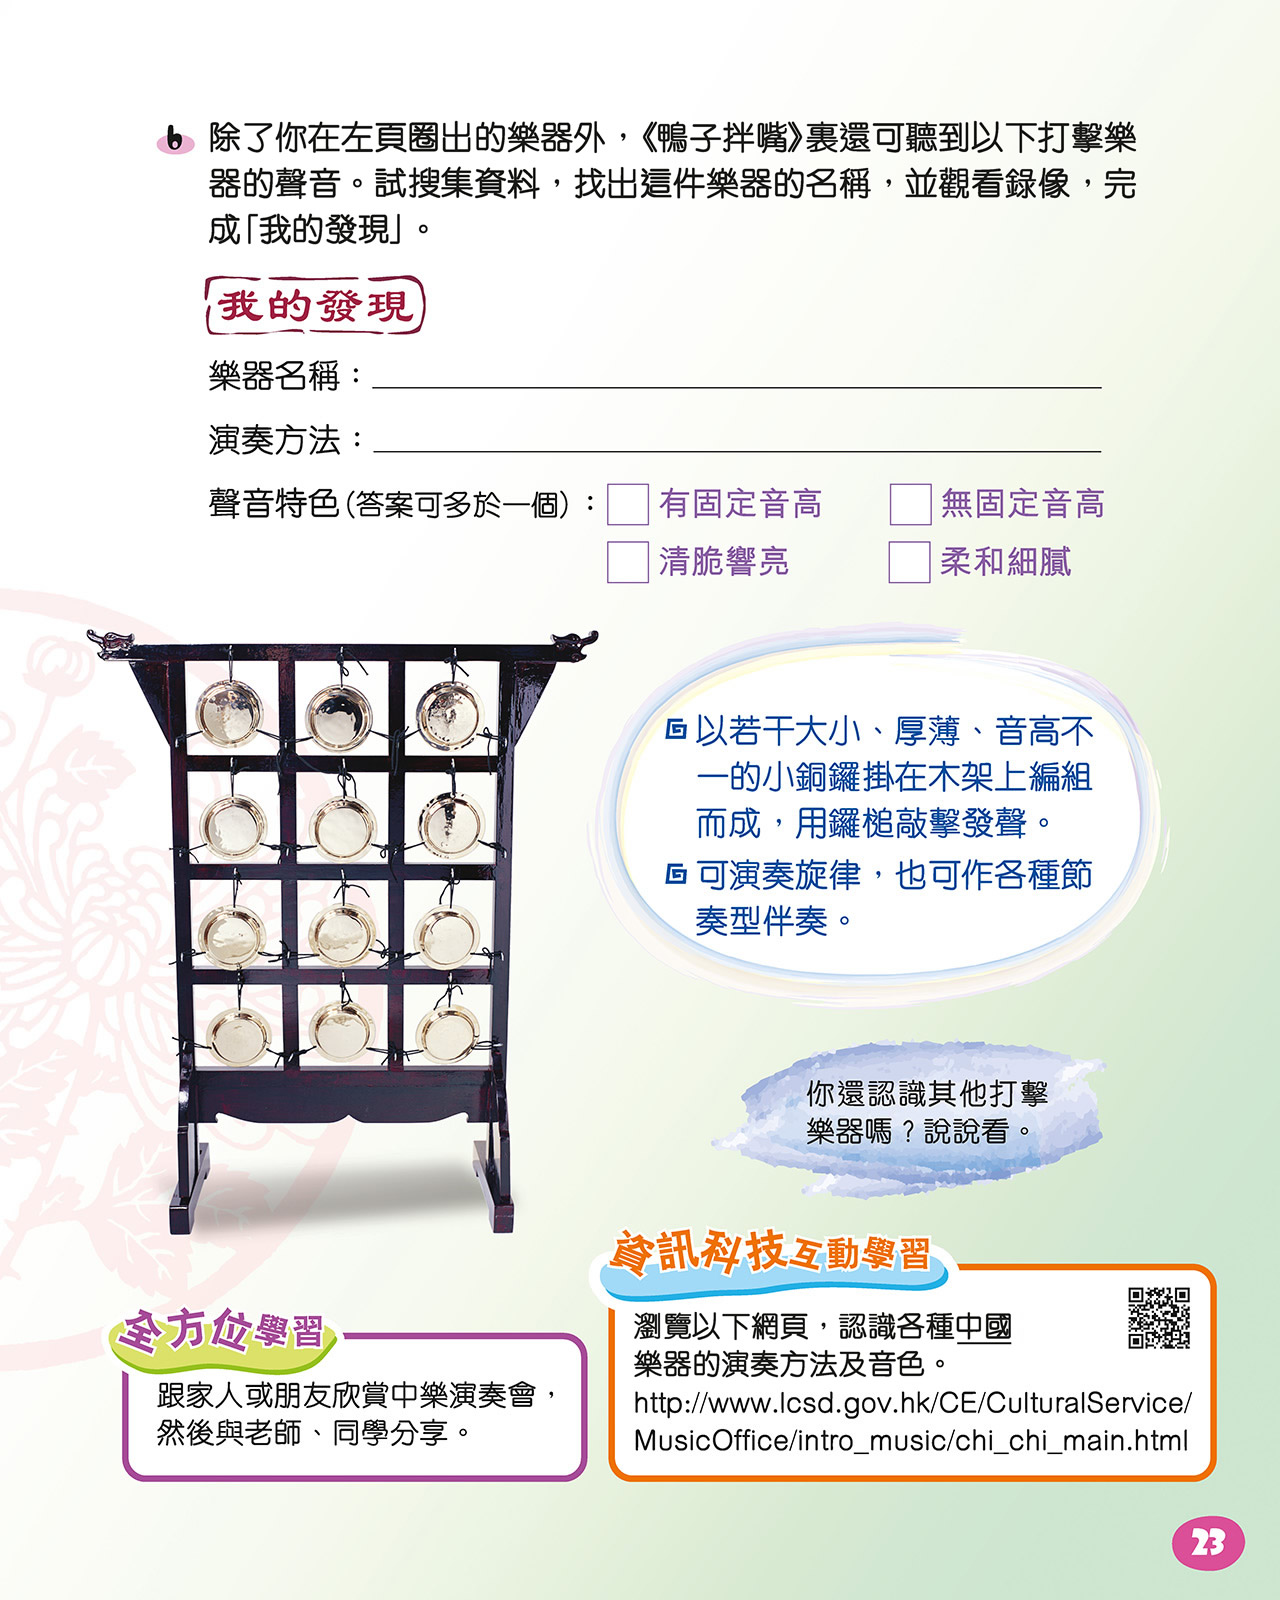 6 除了你在左頁圈出的樂器外，《鴨子拌嘴》裏還可聽到以下打擊樂
器的聲音。試搜集資料，找出這件樂器的名稱，並觀看錄像，完
成「我的發現」。
我的發現
樂器名稱：
演奏方法：
聲音特色（答案可多於一個）： 有固定音高 無固定音高
清脆響亮 柔和細膩
以若干大小、厚薄、音高不
一的小銅鑼掛在木架上編組
而成，用鑼槌敲擊發聲。
可演奏旋律，也可作各種節
奏型伴奏。
你還認識其他打擊
樂器嗎？說說看。
全方位學習
跟家人或朋友欣賞中樂演奏會，
然後與老師、同學分享。
資訊科技互動學習
瀏覽以下網頁，認識各種中國
樂器的演奏方法及音色。
http://www.lcsd.gov.hk/CE/CulturalService/
MusicOffice/intro_music/chi_chi_main.html
23